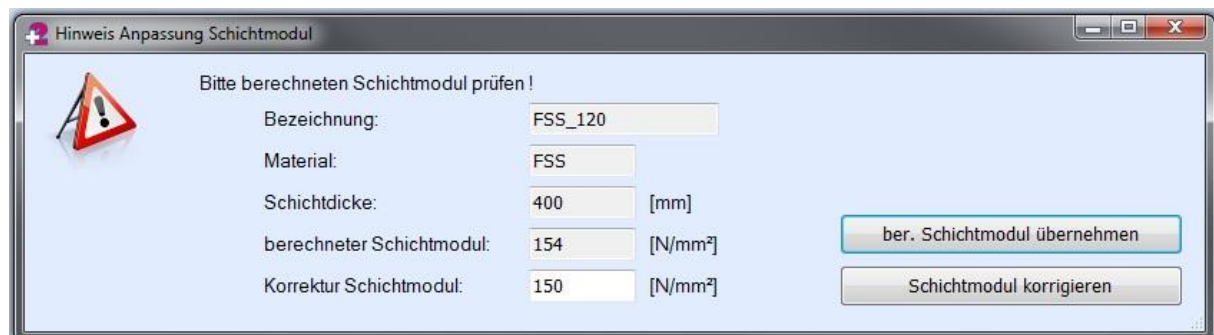 Hinweis Anpassung Schichtmodul
Bitte berechneten Schichtmodul prüfen !
Bezeichnung: FSS_120
Material: FSS
Schichtdicke: 400 [mm]
berechneter Schichtmodul: 154 [N/mm²] ber. Schichtmodul übernehmen
Korrektur Schichtmodul: 150 [N/mm²] Schichtmodul korrigieren